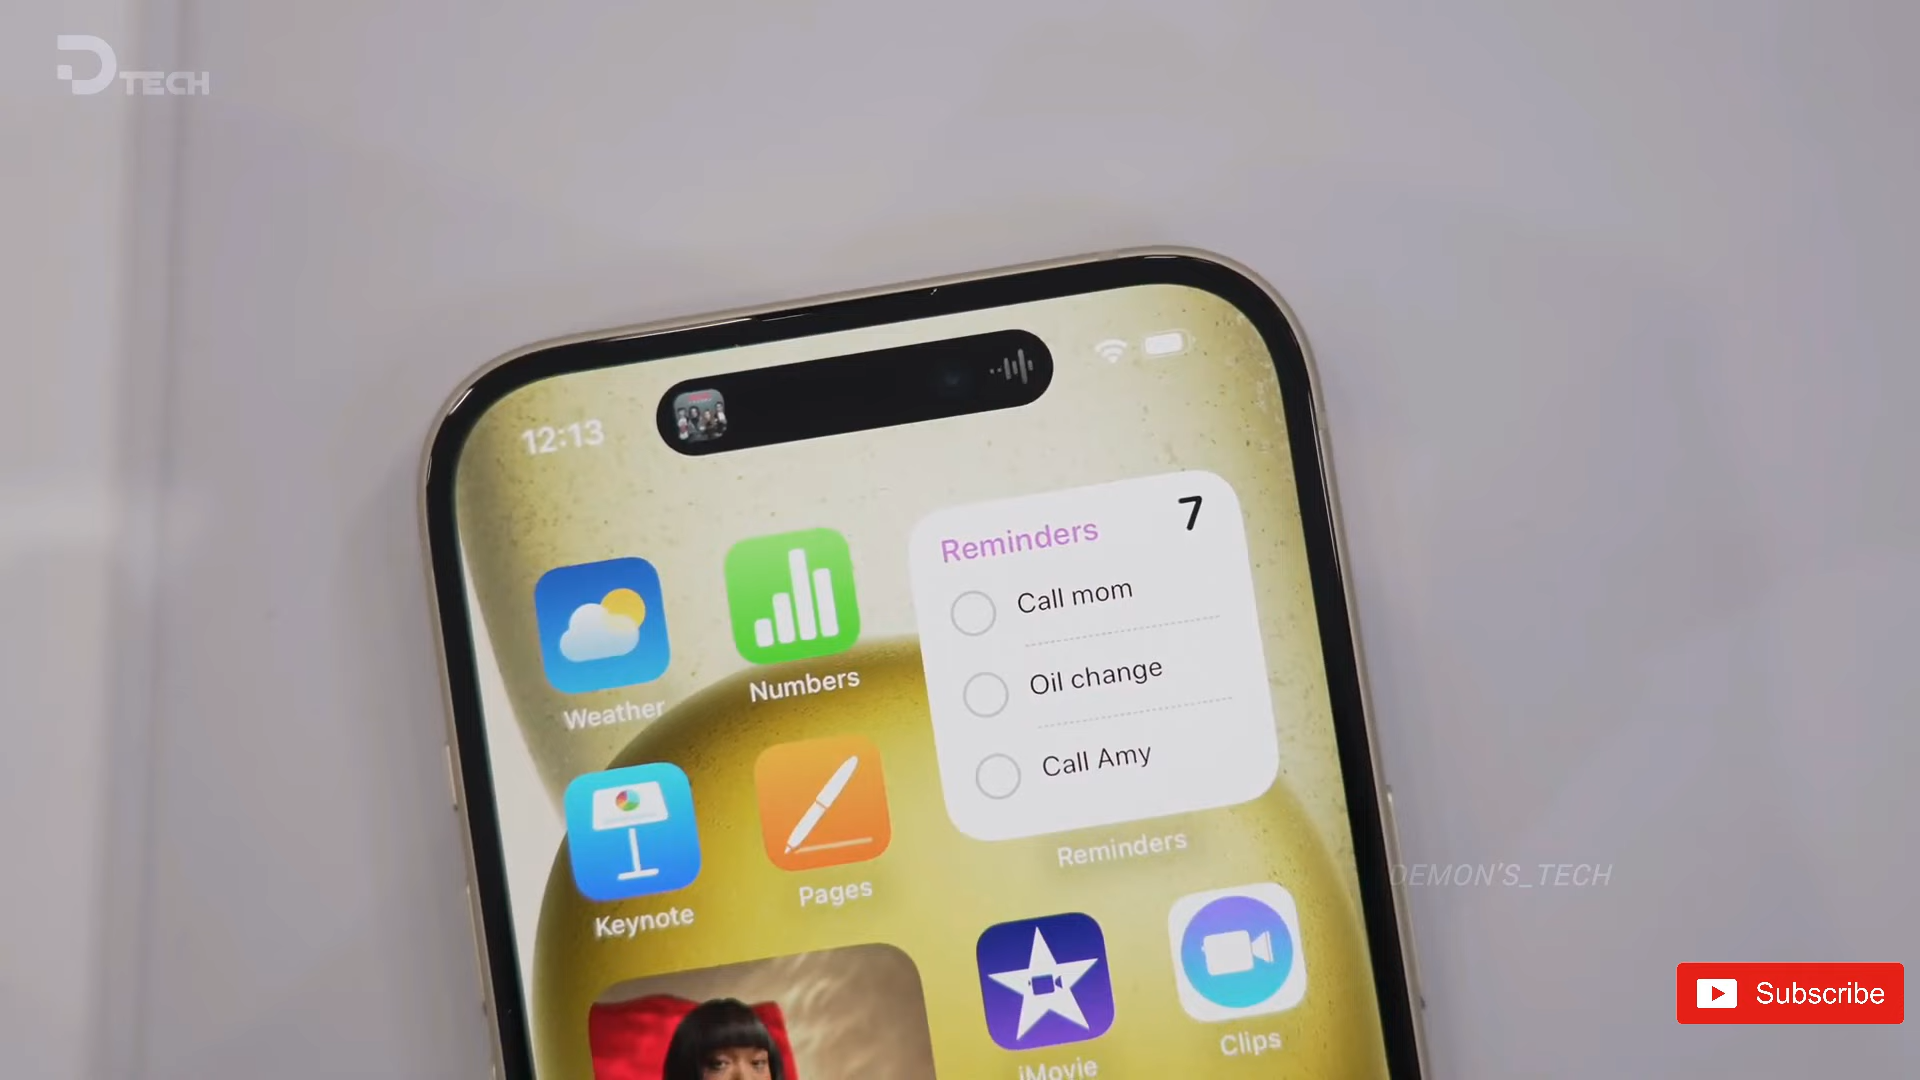 D TECH
12:13
Reminders 7
Call mom
Oil change
Call Amy
Reminders
Weather
Numbers
Keynote
Pages
iMovie
Clips
DEMON'S_TECH
Subscribe